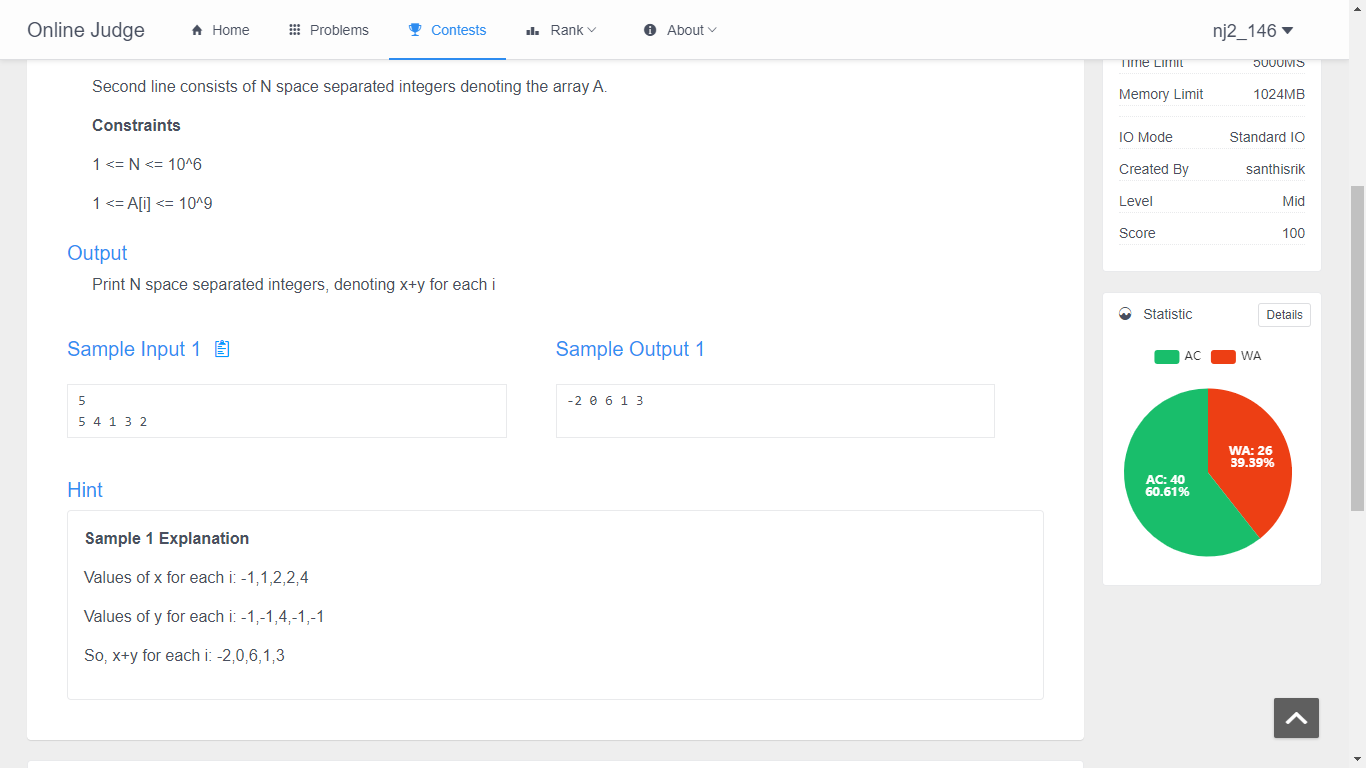 Online Judge
Home
Problems
Contests
Rank
About
nj2_146
Second line consists of N space separated integers denoting the array A.
Constraints
1 <= N <= 10^6
1 <= A[i] <= 10^9
Output
Print N space separated integers, denoting x+y for each i
Sample Input 1
Sample Output 1
5
5 4 1 3 2
-2 0 6 1 3
Hint
Sample 1 Explanation
Values of x for each i: -1,1,2,2,4
Values of y for each i: -1,-1,4,-1,-1
So, x+y for each i: -2,0,6,1,3
Time Limit 5000MS
Memory Limit 1024MB
IO Mode Standard IO
Created By santhisrik
Level Mid
Score 100
Statistic
Details
AC WA
WA: 26
39.39%
AC: 40
60.61%